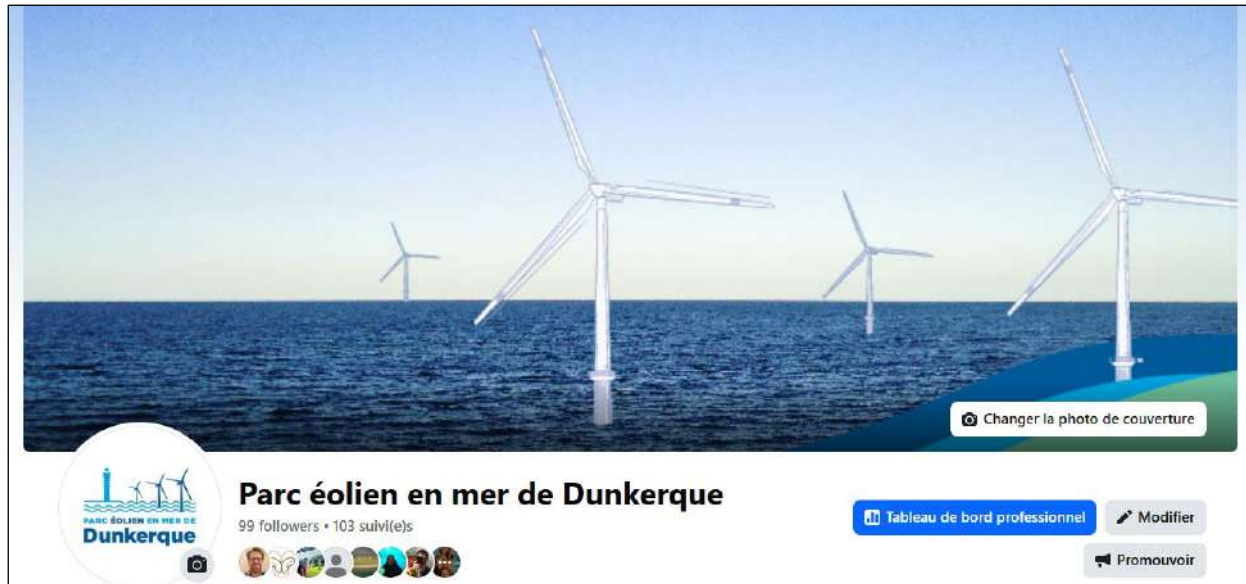 Changer la photo de couverture
PARC ÉOLIEN EN MER DE
Dunkerque
Parc éolien en mer de Dunkerque
99 followers • 103 suivi(e)s
Tableau de bord professionnel
Modifier
Promouvoir